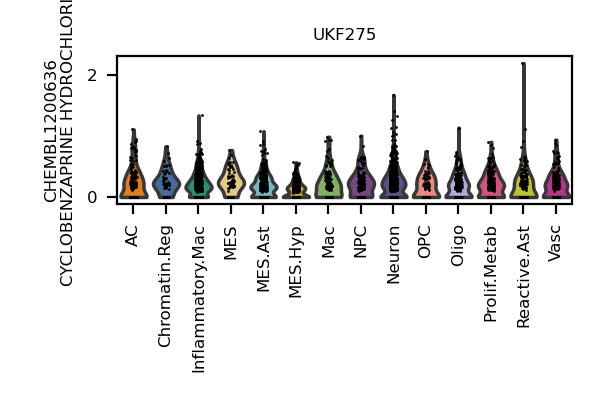 UKF275
CHEMBL1200636
CYCLOBENZAPRINE HYDROCHLORI
2
0
AC
Chromatin.Reg
Inflammatory.Mac
MES
MES.Ast
MES.Hyp
Mac
NPC
Neuron
OPC
Oligo
Prolif.Metab
Reactive.Ast
Vasc